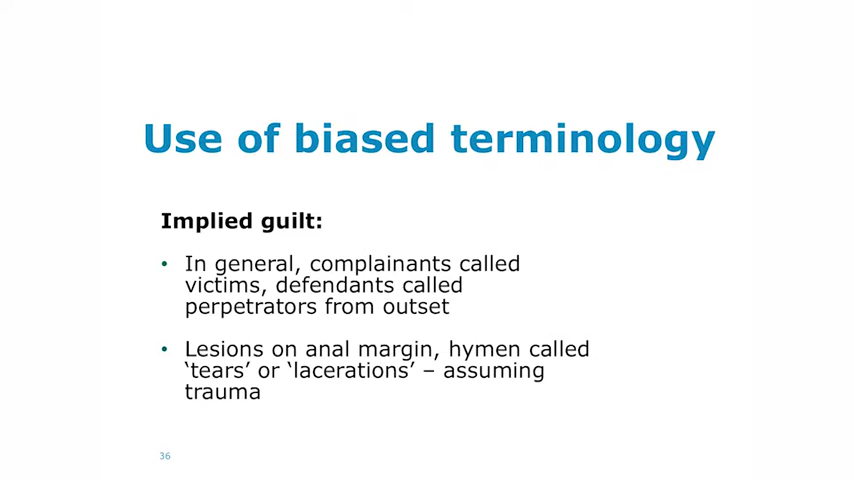 Use of biased terminology
Implied guilt:
• In general, complainants called
victims, defendants called
perpetrators from outset
• Lesions on anal margin, hymen called
‘tears’ or ‘lacerations’ – assuming
trauma
36